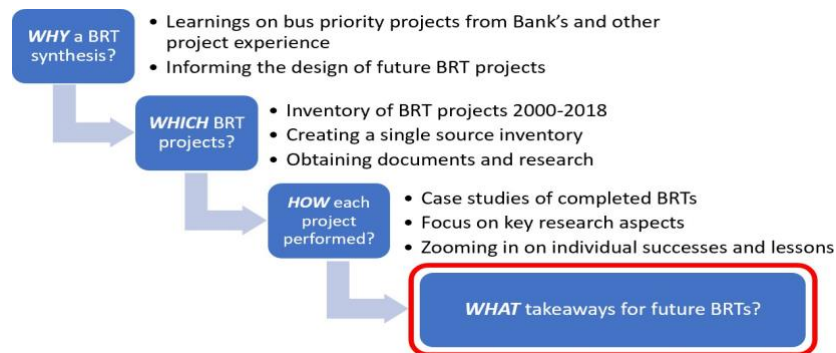 WHY a BRT
synthesis?
• Learnings on bus priority projects from Bank’s and other
project experience
• Informing the design of future BRT projects
WHICH BRT
projects?
• Inventory of BRT projects 2000-2018
• Creating a single source inventory
• Obtaining documents and research
HOW each
project
performed?
• Case studies of completed BRTs
• Focus on key research aspects
• Zooming in on individual successes and lessons
WHAT takeaways for future BRTs?